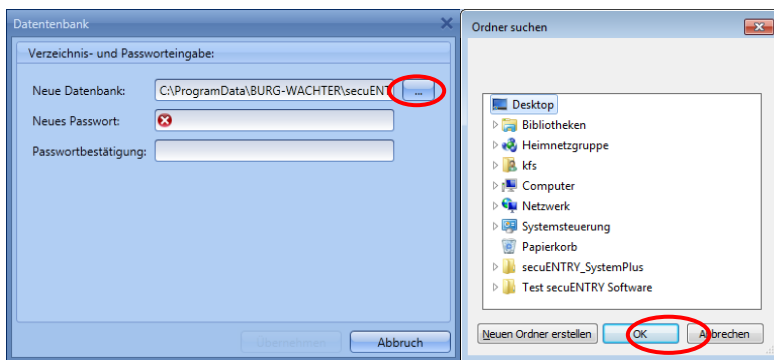 Datentenbank
Verzeichnis- und Passworteingabe:
Neue Datenbank: C:\ProgramData\BURG-WACHTER\secuENT ...
Neues Passwort:
Passwortbestätigung:
Übernehmen Abbruch
Ordner suchen
Desktop
Bibliotheken
Heimnetzgruppe
kfs
Computer
Netzwerk
Systemsteuerung
Papierkorb
secuENTRY_SystemPlus
Test secuENTRY Software
Neuen Ordner erstellen OK Abbrechen